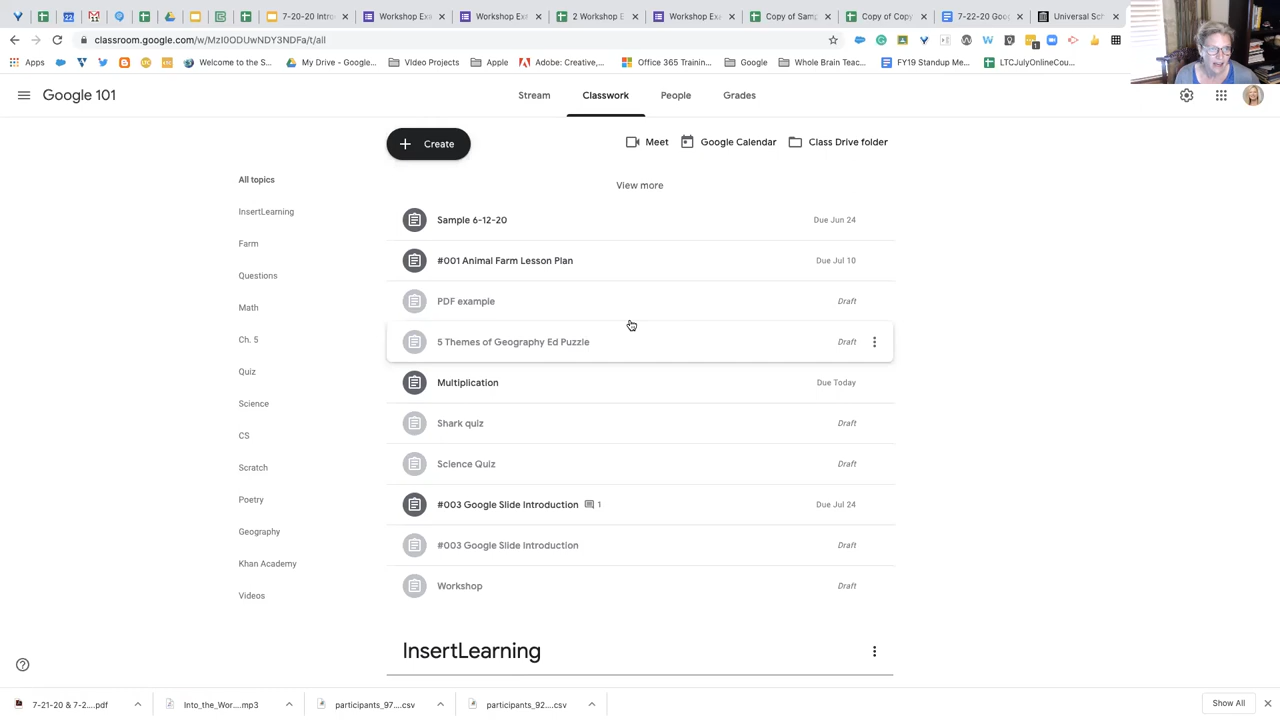 7-20-20 Intro
Workshop Exe
Workshop Exe
2 Workshop E
Workshop Exe
Copy of Samp
Copy of Copy
7-22-20 Goog
Universal Sch
classroom.google.com/w/MzI0ODUwNDY3NDFa/t/all
Apps
Welcome to the S...
My Drive - Google...
Video Projects
Apple
Adobe: Creative,...
Office 365 Trainin...
Google
Whole Brain Teac...
FY19 Standup Me...
LTCJulyOnlineCou...
Google 101
Stream
Classwork
People
Grades
Create
Meet
Google Calendar
Class Drive folder
All topics
InsertLearning
Farm
Questions
Math
Ch. 5
Quiz
Science
CS
Scratch
Poetry
Geography
Khan Academy
Videos
View more
Sample 6-12-20 Due Jun 24
#001 Animal Farm Lesson Plan Due Jul 10
PDF example Draft
5 Themes of Geography Ed Puzzle Draft
Multiplication Due Today
Shark quiz Draft
Science Quiz Draft
#003 Google Slide Introduction 1 Due Jul 24
#003 Google Slide Introduction Draft
Workshop Draft
InsertLearning
7-21-20 & 7-2....pdf
Into_the_Wor....mp3
participants_97....csv
participants_92....csv
Show All